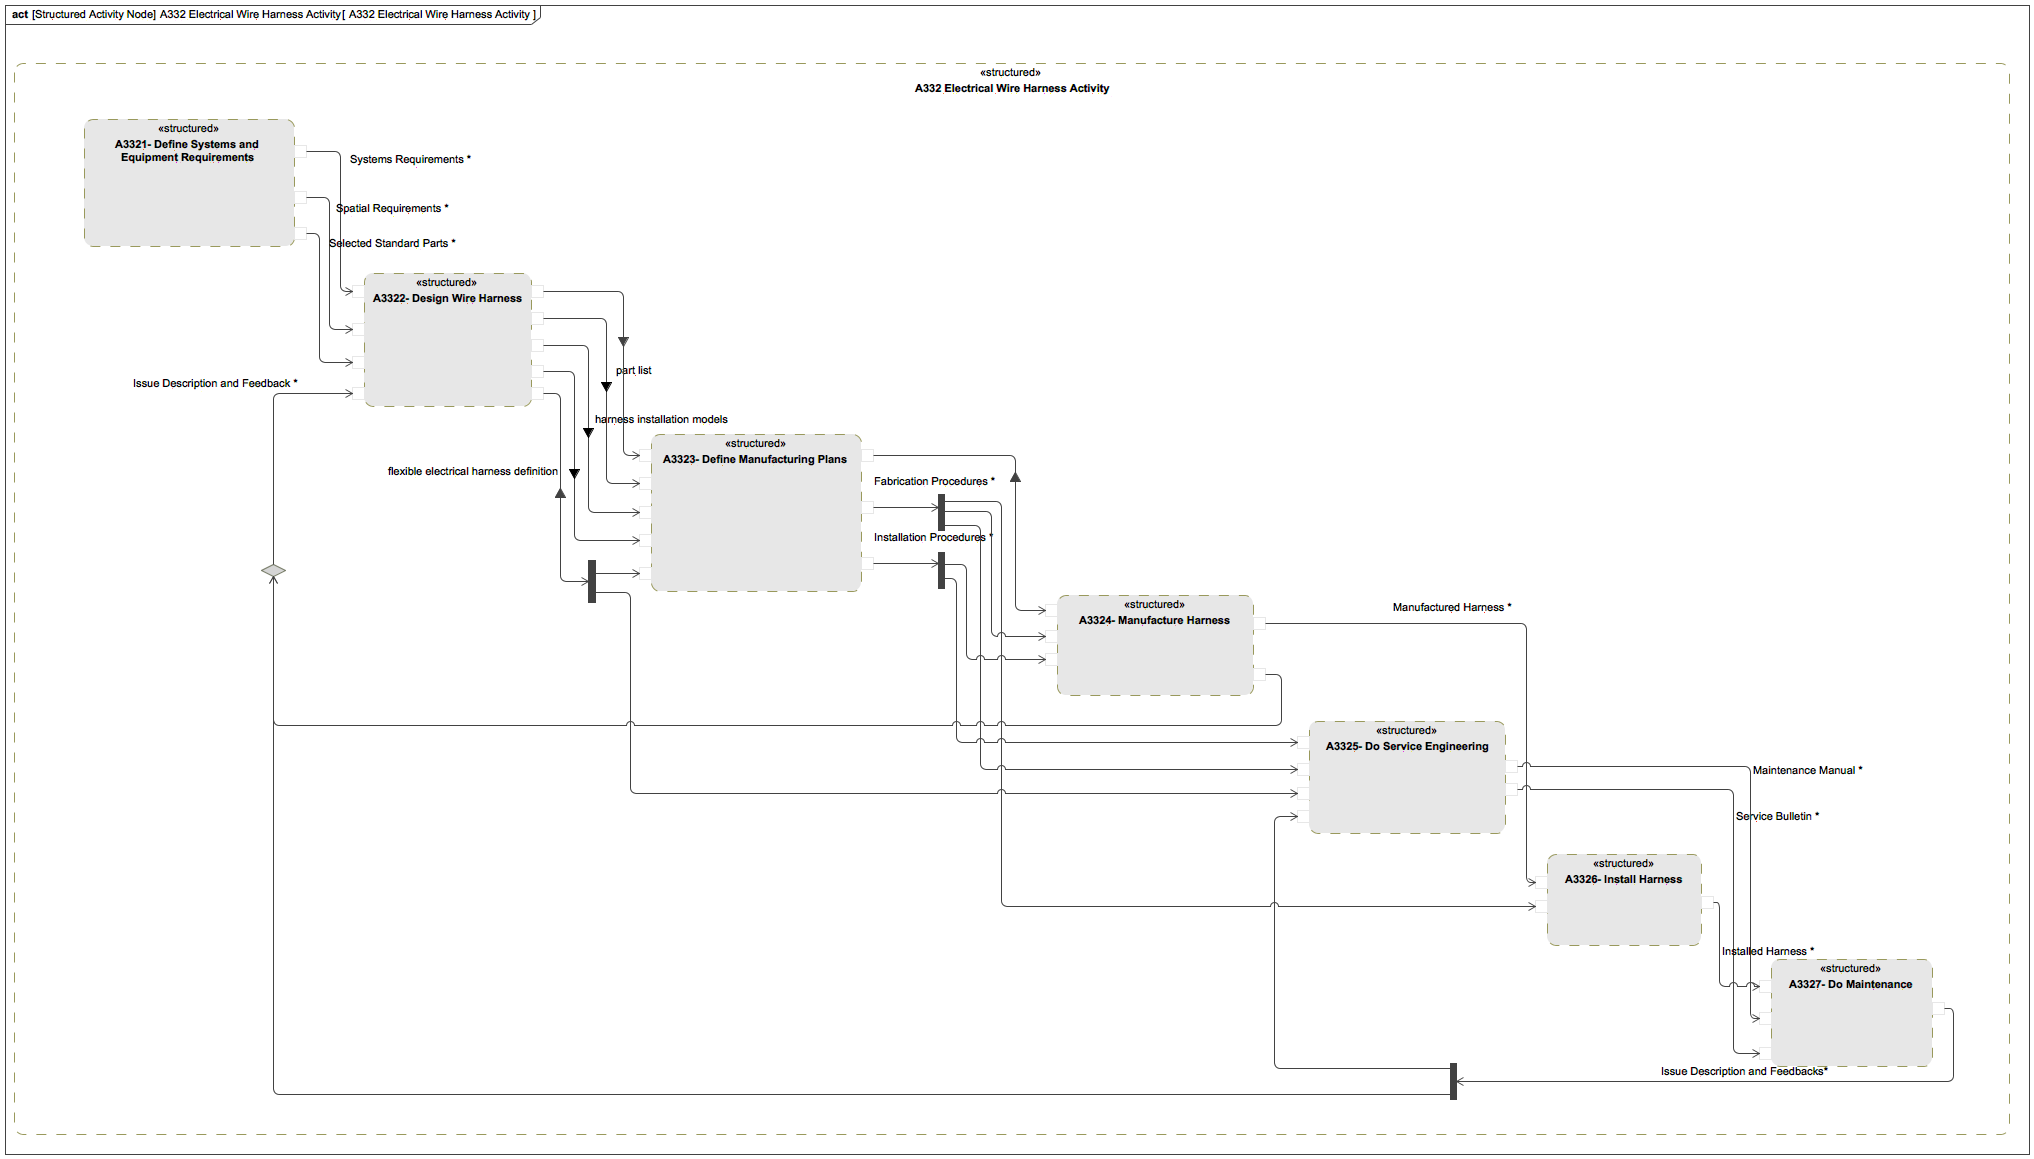 act [Structured Activity Node] A332 Electrical Wire Harness Activity[ A332 Electrical Wire Harness Activity ]
«structured»
A332 Electrical Wire Harness Activity
«structured»
A3321- Define Systems and
Equipment Requirements
Systems Requirements *
Spatial Requirements *
Selected Standard Parts *
«structured»
A3322- Design Wire Harness
Issue Description and Feedback *
part list
harness installation models
flexible electrical harness definition
«structured»
A3323- Define Manufacturing Plans
Fabrication Procedures *
Installation Procedures *
«structured»
A3324- Manufacture Harness
Manufactured Harness *
«structured»
A3325- Do Service Engineering
Maintenance Manual *
Service Bulletin *
«structured»
A3326- Install Harness
Installed Harness *
«structured»
A3327- Do Maintenance
Issue Description and Feedbacks*